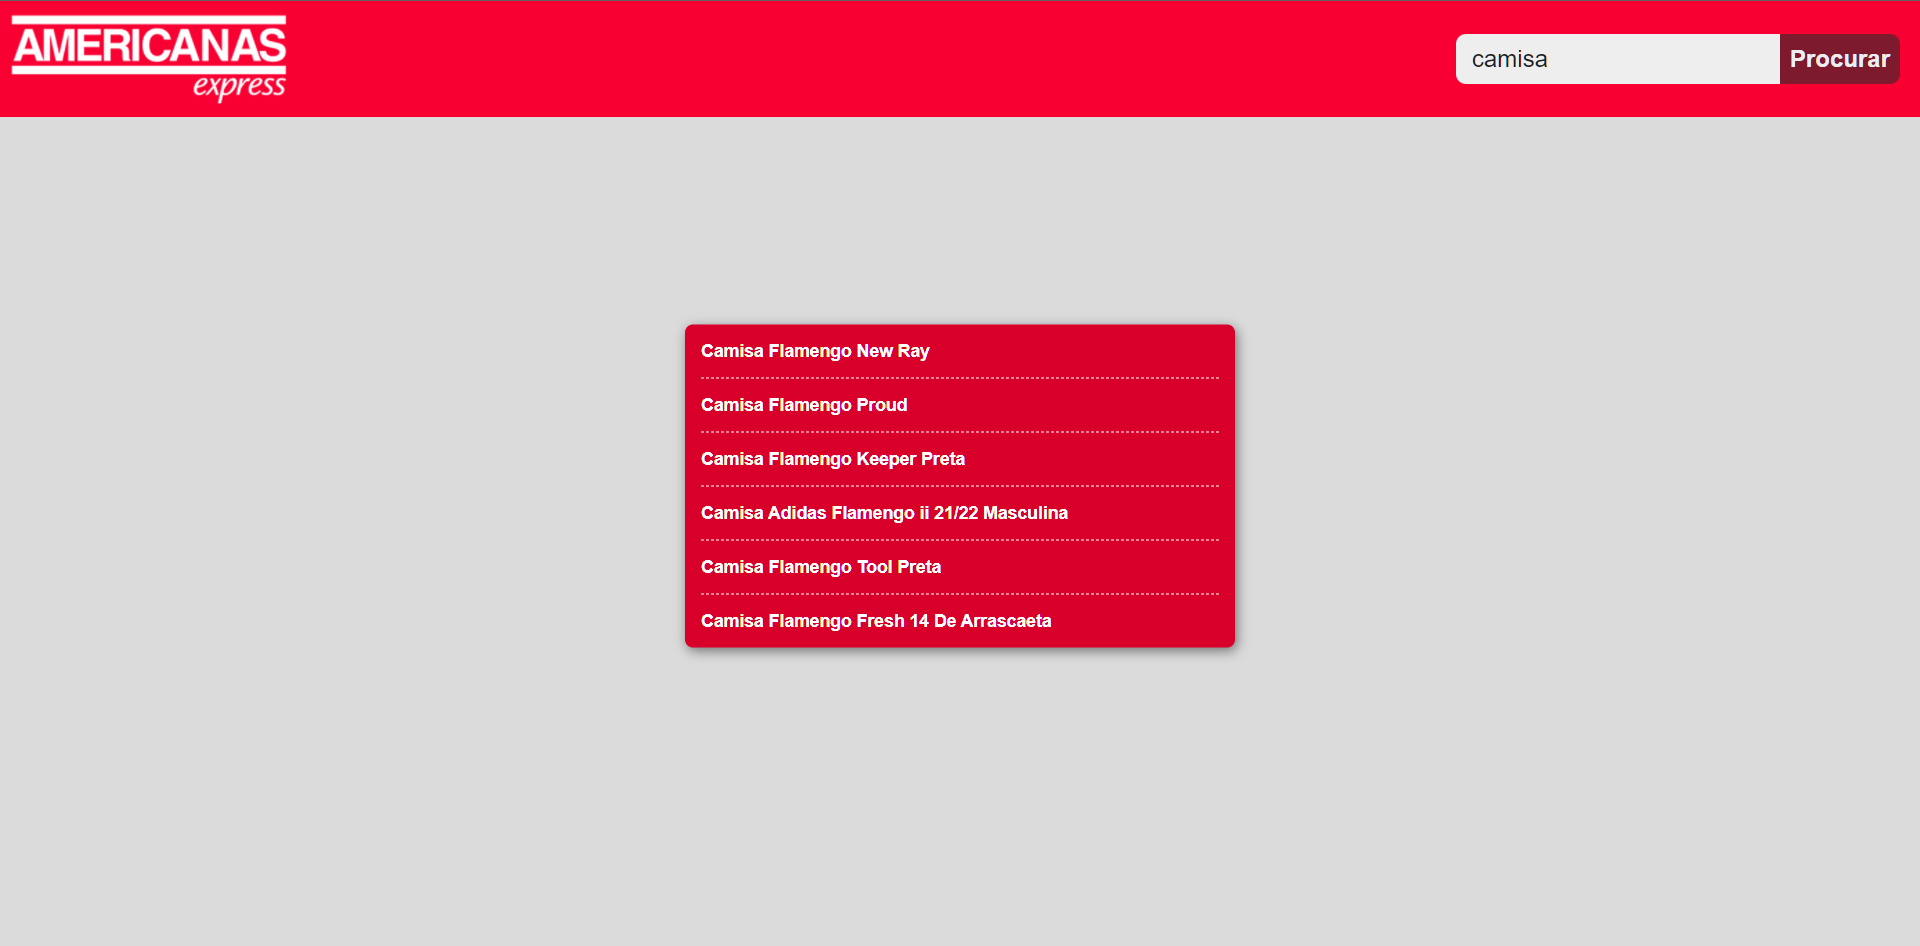 AMERICANAS
express
camisa
Procurar
Camisa Flamengo New Ray
Camisa Flamengo Proud
Camisa Flamengo Keeper Preta
Camisa Adidas Flamengo ii 21/22 Masculina
Camisa Flamengo Tool Preta
Camisa Flamengo Fresh 14 De Arrascaeta